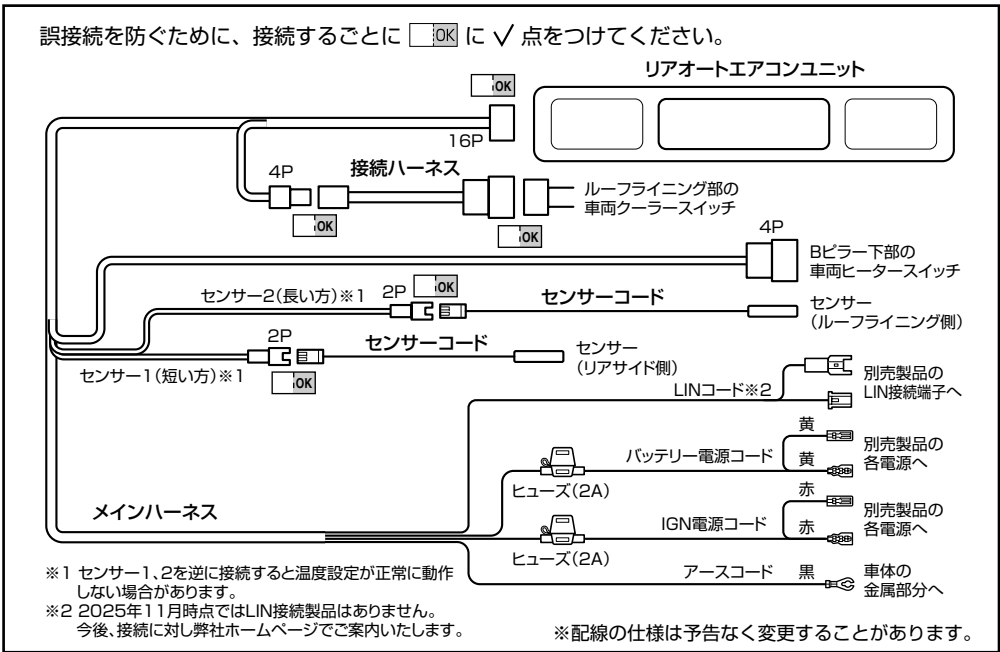 誤接続を防ぐために、接続するごとに OK に ✓ 点をつけてください。
リアオートエアコンユニット
OK
16P
4P
接続ハーネス
OK
OK
ルーフライニング部の
車両クーラースイッチ
4P
Bピラー下部の
車両ヒータースイッチ
センサー2(長い方)※1
2P
OK
センサーコード
センサー
(ルーフライニング側)
センサー1(短い方)※1
2P
OK
センサーコード
センサー
(リアサイド側)
LINコード※2
別売製品の
LIN接続端子へ
ヒューズ(2A)
バッテリー電源コード
黄
黄
別売製品の
各電源へ
ヒューズ(2A)
IGN電源コード
赤
赤
別売製品の
各電源へ
メインハーネス
アースコード
黒
車体の
金属部分へ
※1 センサー1、2を逆に接続すると温度設定が正常に動作
しない場合があります。
※2 2025年11月時点ではLIN接続製品はありません。
今後、接続に対し弊社ホームページでご案内いたします。
※配線の仕様は予告なく変更することがあります。